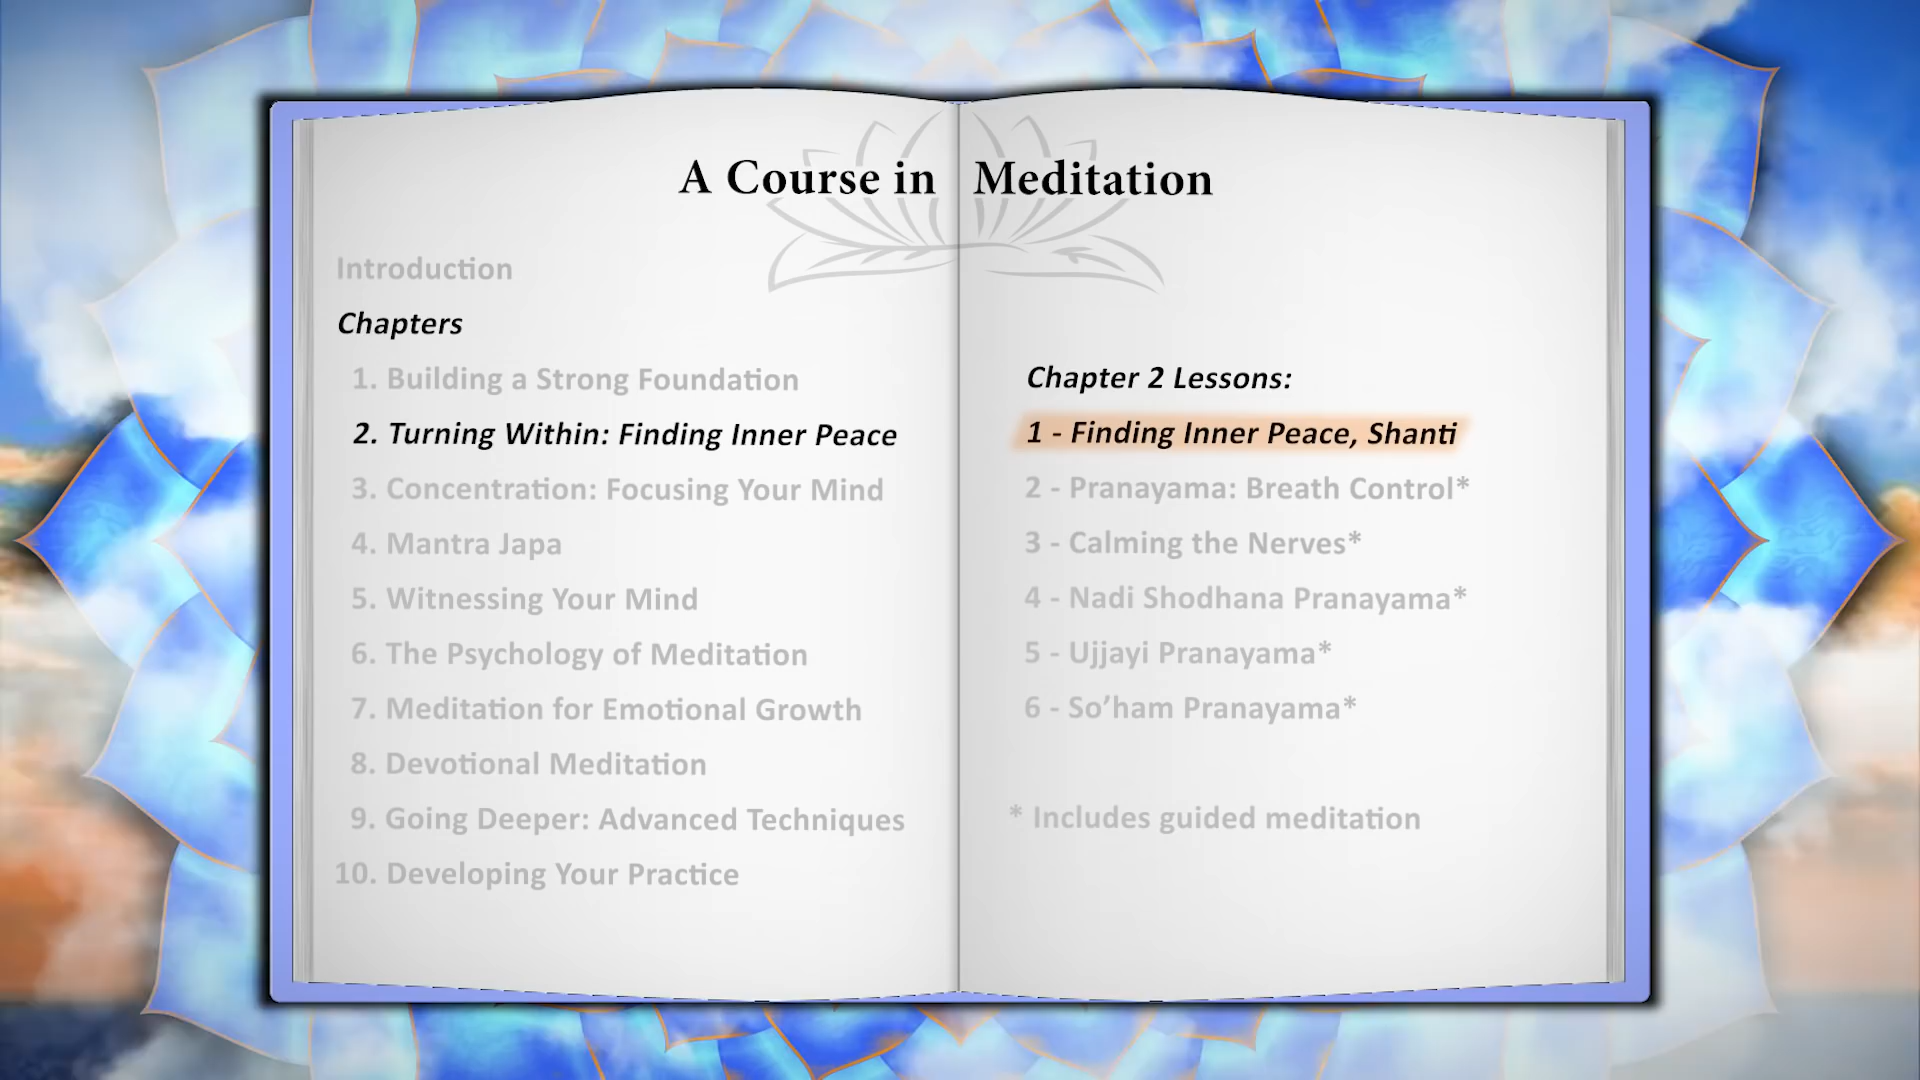 A Course in Meditation
Introduction
Chapters
1. Building a Strong Foundation
2. Turning Within: Finding Inner Peace
3. Concentration: Focusing Your Mind
4. Mantra Japa
5. Witnessing Your Mind
6. The Psychology of Meditation
7. Meditation for Emotional Growth
8. Devotional Meditation
9. Going Deeper: Advanced Techniques
10. Developing Your Practice
Chapter 2 Lessons:
1 - Finding Inner Peace, Shanti
2 - Pranayama: Breath Control*
3 - Calming the Nerves*
4 - Nadi Shodhana Pranayama*
5 - Ujjayi Pranayama*
6 - So’ham Pranayama*
* Includes guided meditation